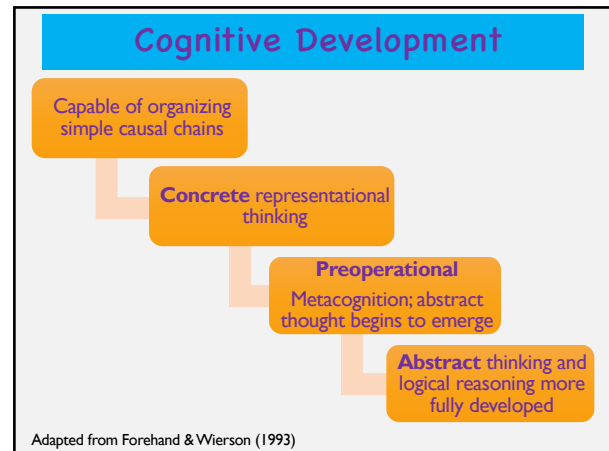 Cognitive Development
Capable of organizing
simple causal chains
Concrete representational
thinking
Preoperational
Metacognition; abstract
thought begins to emerge
Abstract thinking and
logical reasoning more
fully developed
Adapted from Forehand & Wierson (1993)